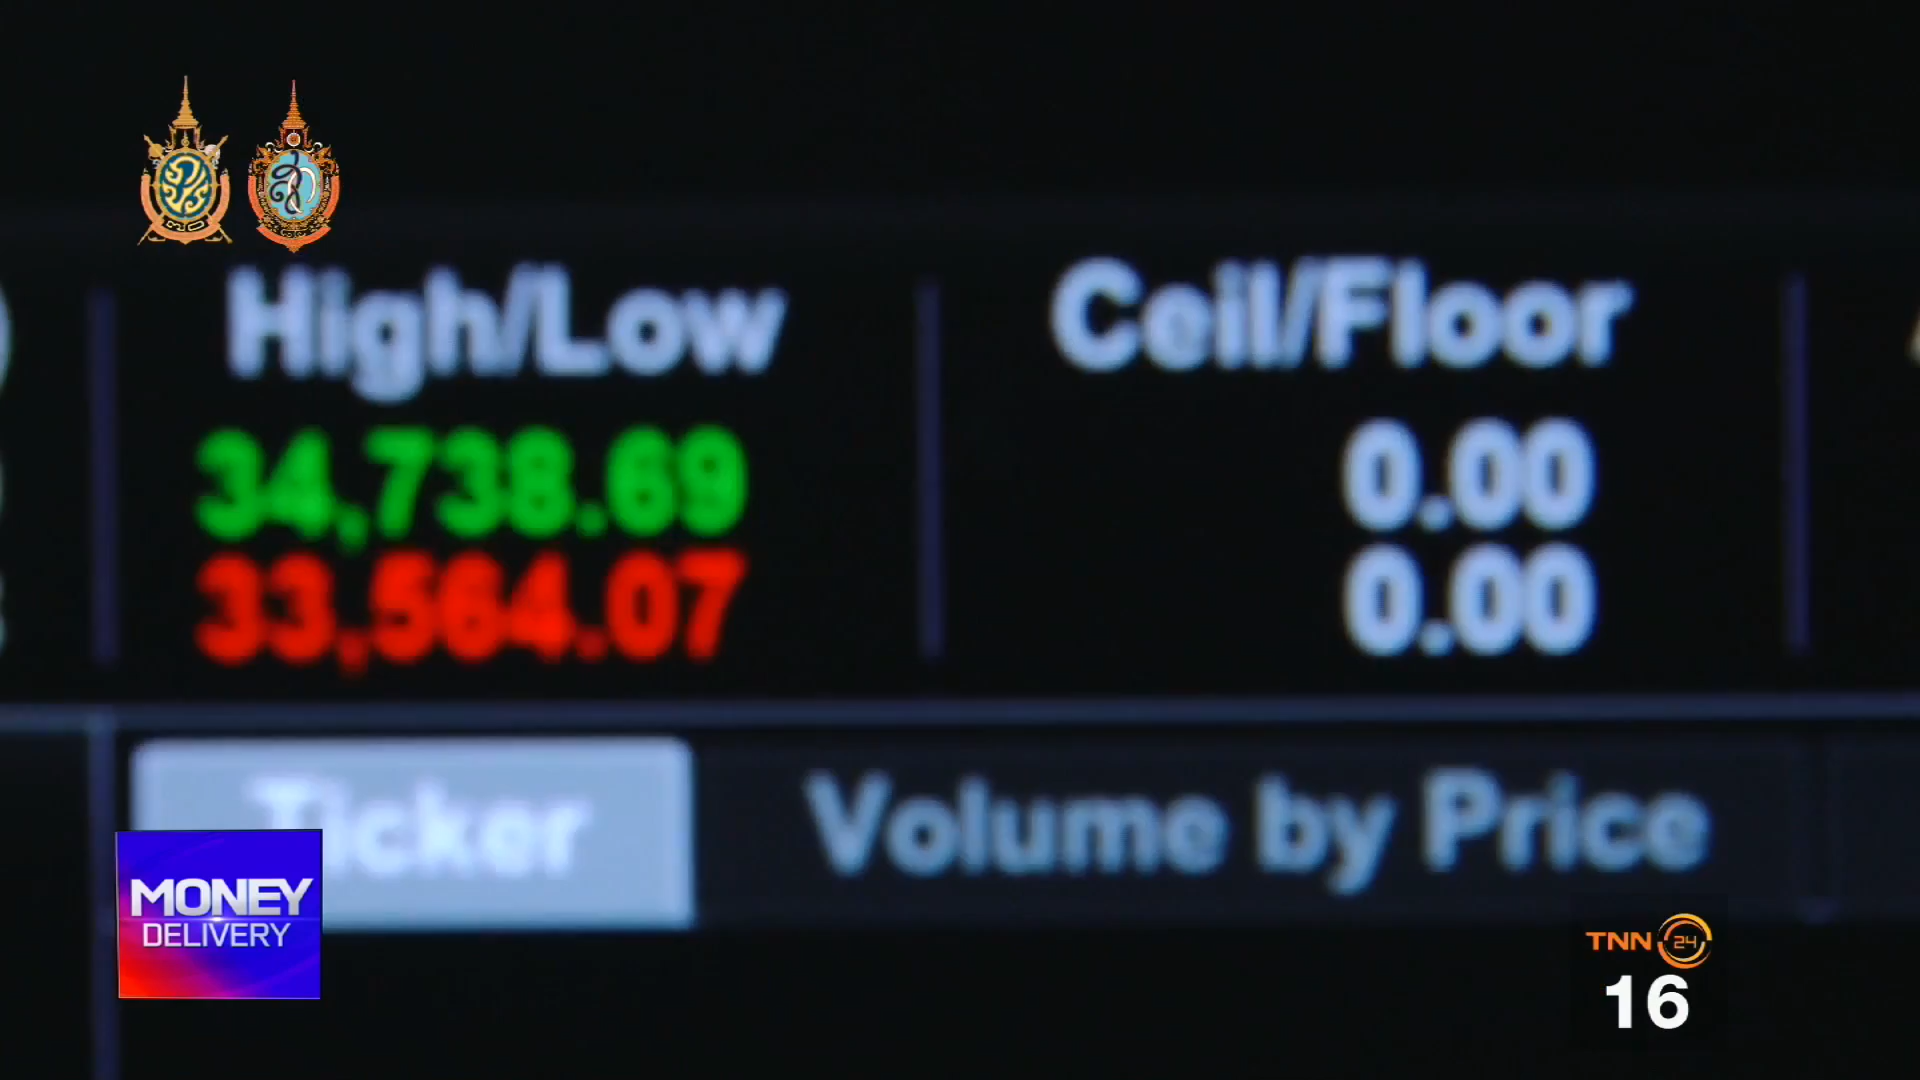 High/Low
Ceil/Floor
34,738.69
0.00
33,564.07
0.00
Ticker
Volume by Price
MONEY
DELIVERY
TNN 24
16